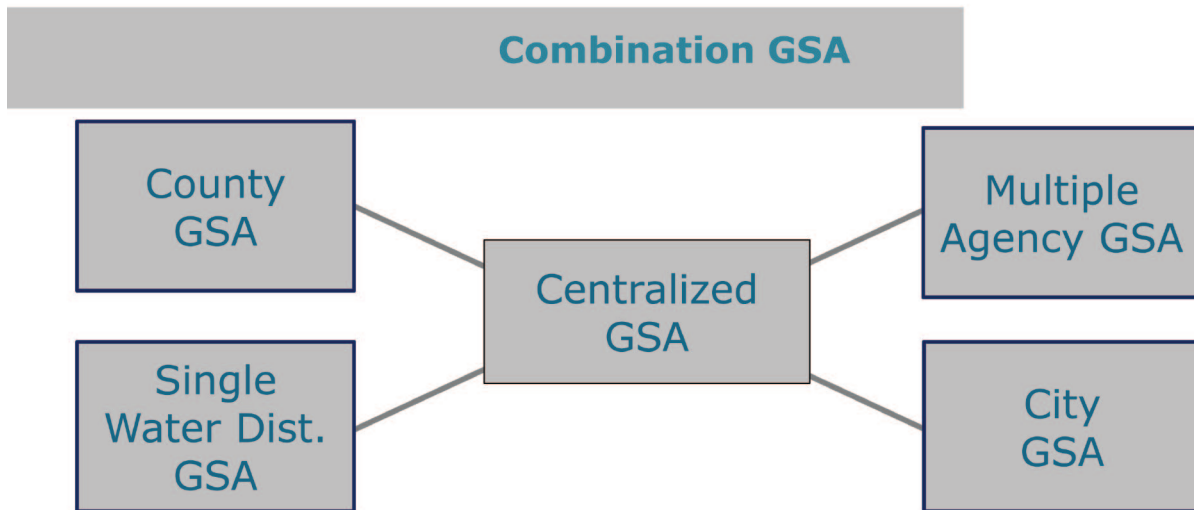 Combination GSA
County
GSA
Multiple
Agency GSA
Centralized
GSA
Single
Water Dist.
GSA
City
GSA